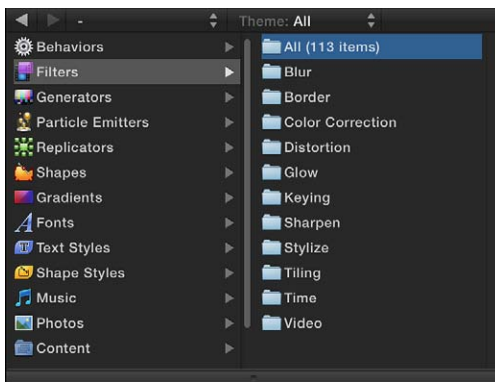 - Theme: All
Behaviors
Filters
Generators
Particle Emitters
Replicators
Shapes
Gradients
Fonts
Text Styles
Shape Styles
Music
Photos
Content
All (113 items)
Blur
Border
Color Correction
Distortion
Glow
Keying
Sharpen
Stylize
Tiling
Time
Video